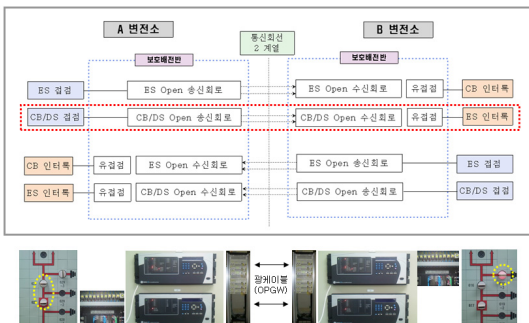 A 변전소
B 변전소
통신회선
2 계열
보호배전반
보호배전반
ES 접점
ES Open 송신회로
ES Open 수신회로
유접점
CB 인터록
CB/DS 접점
CB/DS Open 송신회로
CB/DS Open 수신회로
유접점
ES 인터록
CB 인터록
유접점
ES Open 수신회로
ES Open 송신회로
ES 접점
ES 인터록
유접점
CB/DS Open 수신회로
CB/DS Open 송신회로
CB/DS 접점
광케이블
(OPGW)